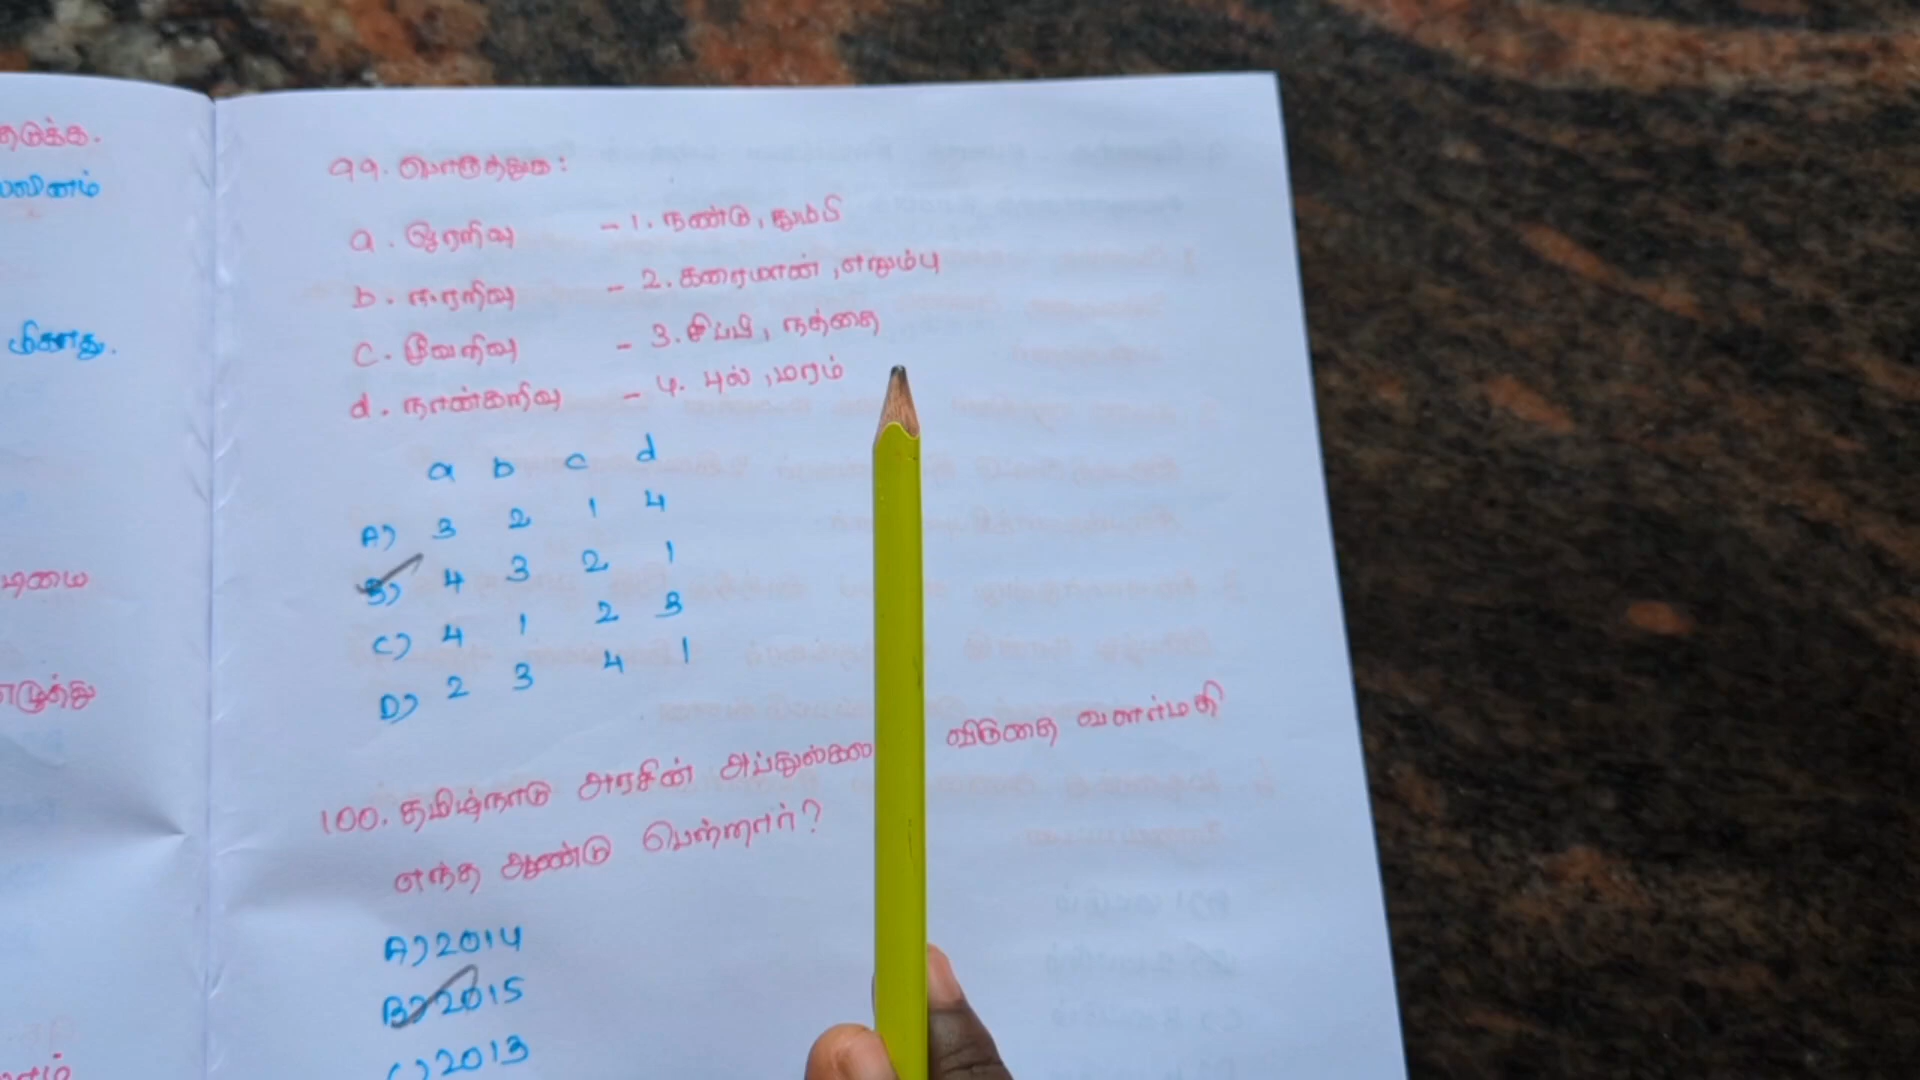 டுக்க.
மிகாது.
டிமை
99. பொருத்துக:
a. ஓரறிவு - 1. நண்டு, தும்பி
b. ஈரறிவு - 2. கரைமான், எறும்பு
c. மூவறிவு - 3. சிப்பி, நத்தை
d. நான்கறிவு - 4. புல், மரம்
a b c d
A) 3 2 1 4
B) 4 3 2 1
C) 4 1 2 3
D) 2 3 4 1
100. தமிழ்நாடு அரசின் அப்துல்கலா விருதை வளர்மதி
எந்த ஆண்டு பெற்றார்?
A) 2014
B) 2015
C) 2013